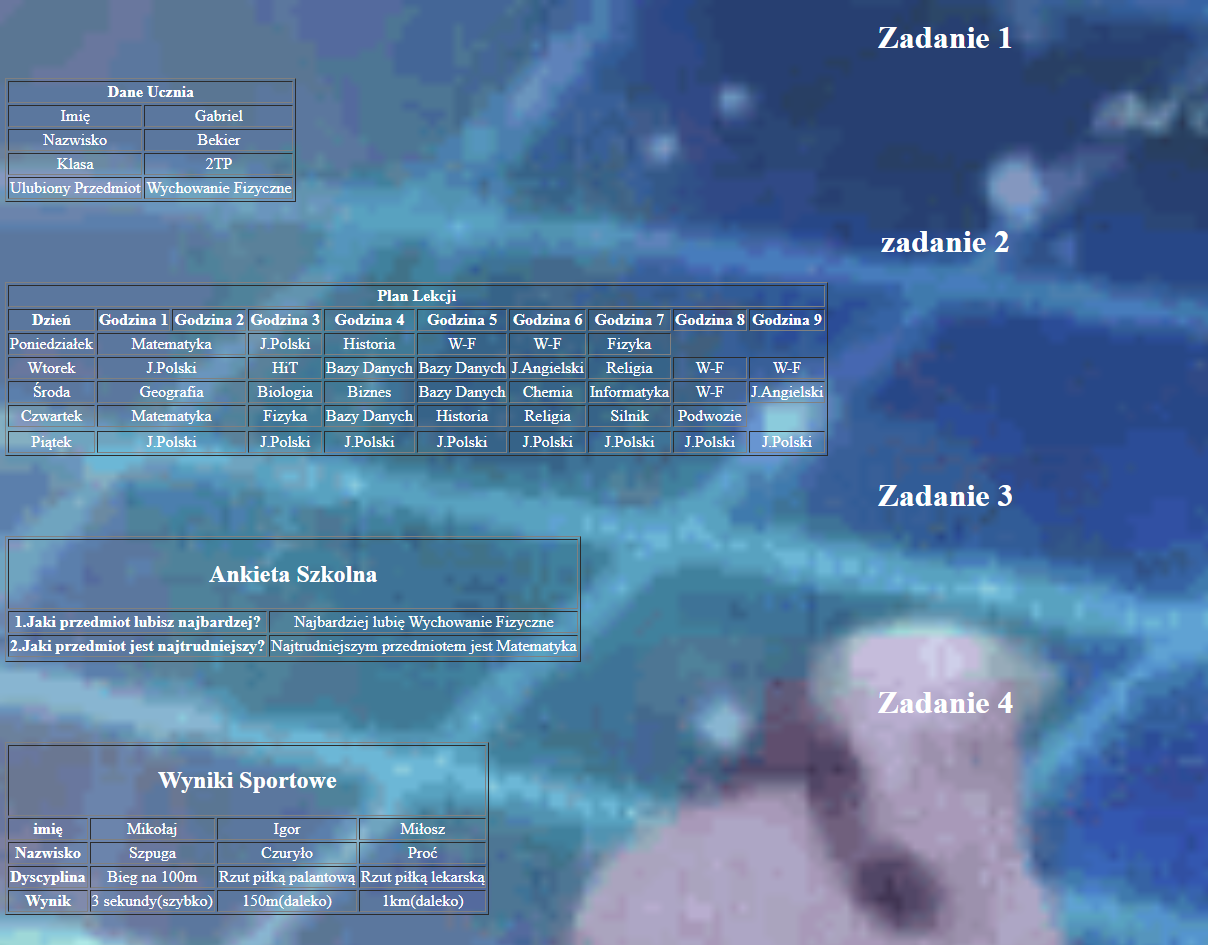 Zadanie 1
Dane Ucznia
Imię Gabriel
Nazwisko Bekier
Klasa 2TP
Ulubiony Przedmiot Wychowanie Fizyczne
zadanie 2
Plan Lekcji
Dzień Godzina 1 Godzina 2 Godzina 3 Godzina 4 Godzina 5 Godzina 6 Godzina 7 Godzina 8 Godzina 9
Poniedziałek Matematyka J.Polski Historia W-F W-F Fizyka
Wtorek J.Polski HiT Bazy Danych Bazy Danych J.Angielski Religia W-F W-F
Środa Geografia Biologia Biznes Bazy Danych Chemia Informatyka W-F J.Angielski
Czwartek Matematyka Fizyka Bazy Danych Historia Religia Silnik Podwozie
Piątek J.Polski J.Polski J.Polski J.Polski J.Polski J.Polski J.Polski J.Polski
Zadanie 3
Ankieta Szkolna
1.Jaki przedmiot lubisz najbardzej? Najbardziej lubię Wychowanie Fizyczne
2.Jaki przedmiot jest najtrudniejszy? Najtrudniejszym przedmiotem jest Matematyka
Zadanie 4
Wyniki Sportowe
imię Mikołaj Igor Miłosz
Nazwisko Szpuga Czuryło Proć
Dyscyplina Bieg na 100m Rzut piłką palantową Rzut piłką lekarską
Wynik 3 sekundy(szybko) 150m(daleko) 1km(daleko)